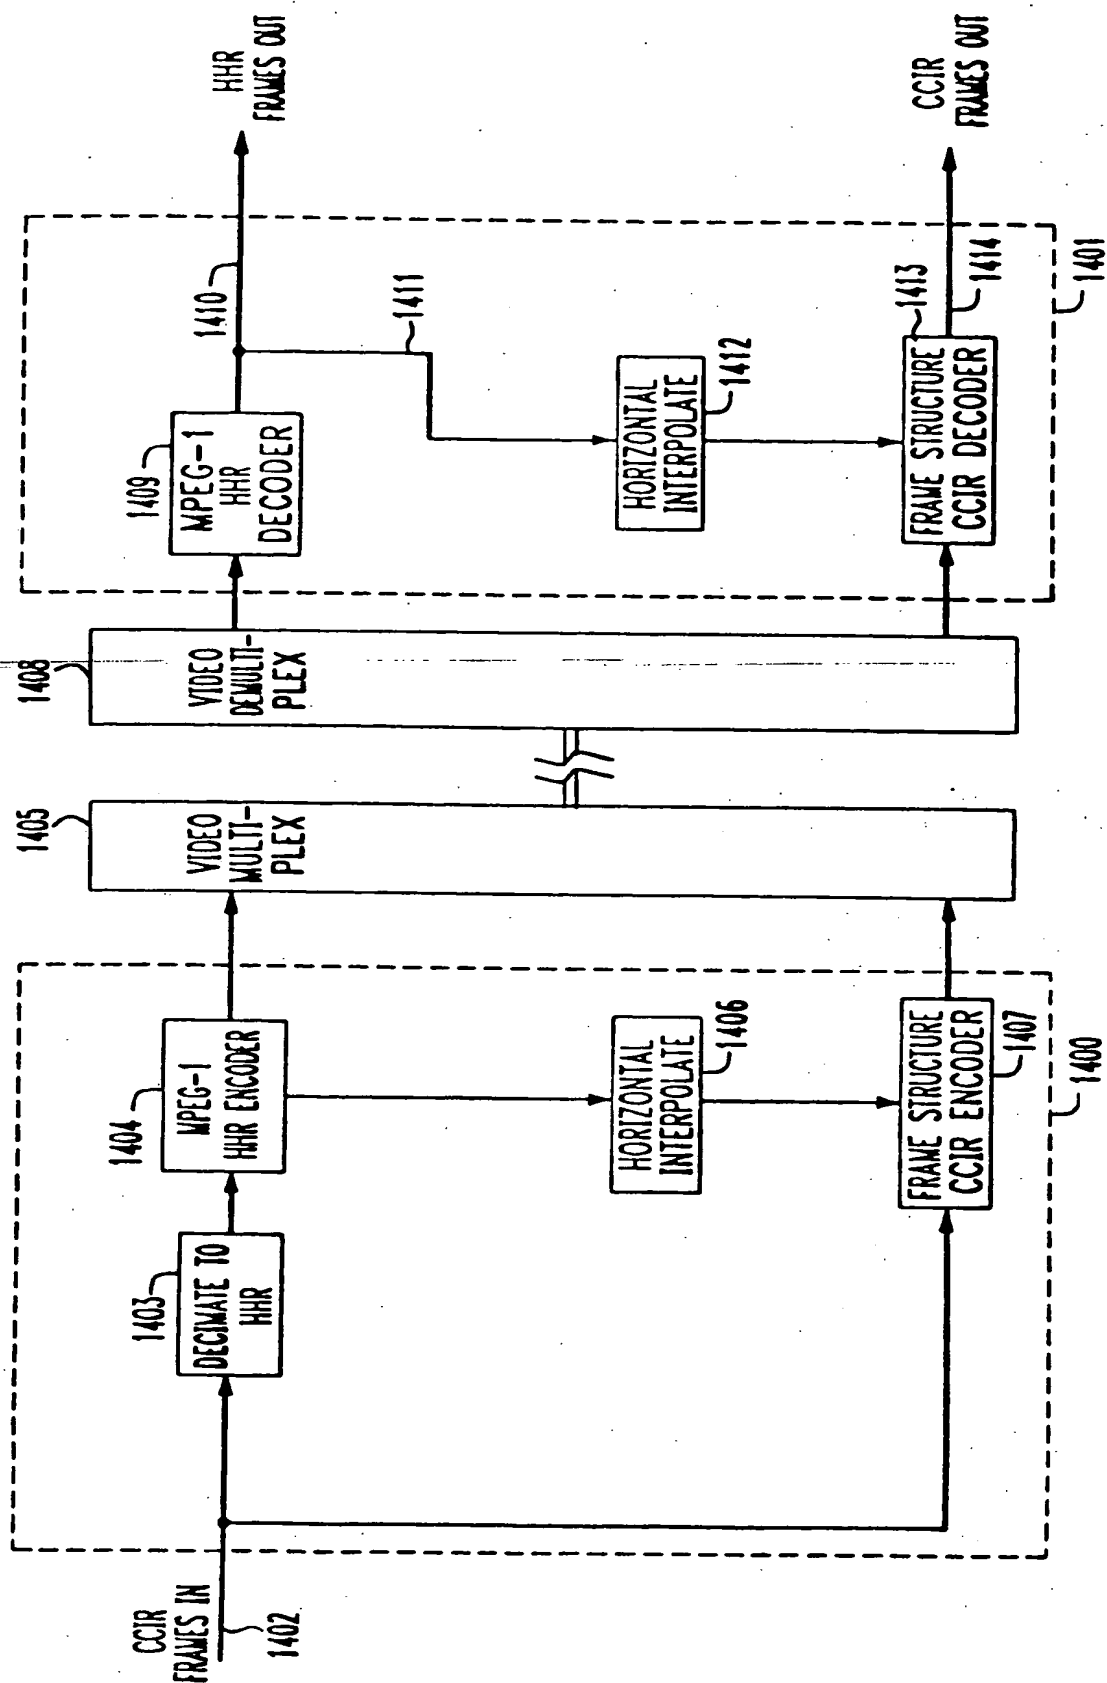 CCIR
FRAMES IN
1402
1403
DECIMATE TO
HHR
1404
MPEG-1
HHR ENCODER
HORIZONTAL
INTERPOLATE
1406
FRAME STRUCTURE
CCIR ENCODER
1407
1400
1405
VIDEO
MULTI-
PLEX
1408
VIDEO
DEMULTI-
PLEX
1409
MPEG-1
HHR
DECODER
1410
1411
HHR
FRAMES OUT
HORIZONTAL
INTERPOLATE
1412
FRAME STRUCTURE
CCIR DECODER
1413
1414
CCIR
FRAMES OUT
1401